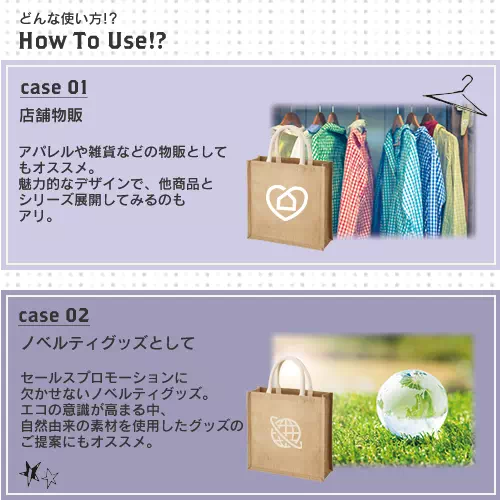 どんな使い方!?
How To Use!?
case 01
店舗物販
アパレルや雑貨などの物販として
もオススメ。
魅力的なデザインで、他商品と
シリーズ展開してみるのも
アリ。
case 02
ノベルティグッズとして
セールスプロモーションに
欠かせないノベルティグッズ。
エコの意識が高まる中、
自然由来の素材を使用したグッズの
ご提案にもオススメ。